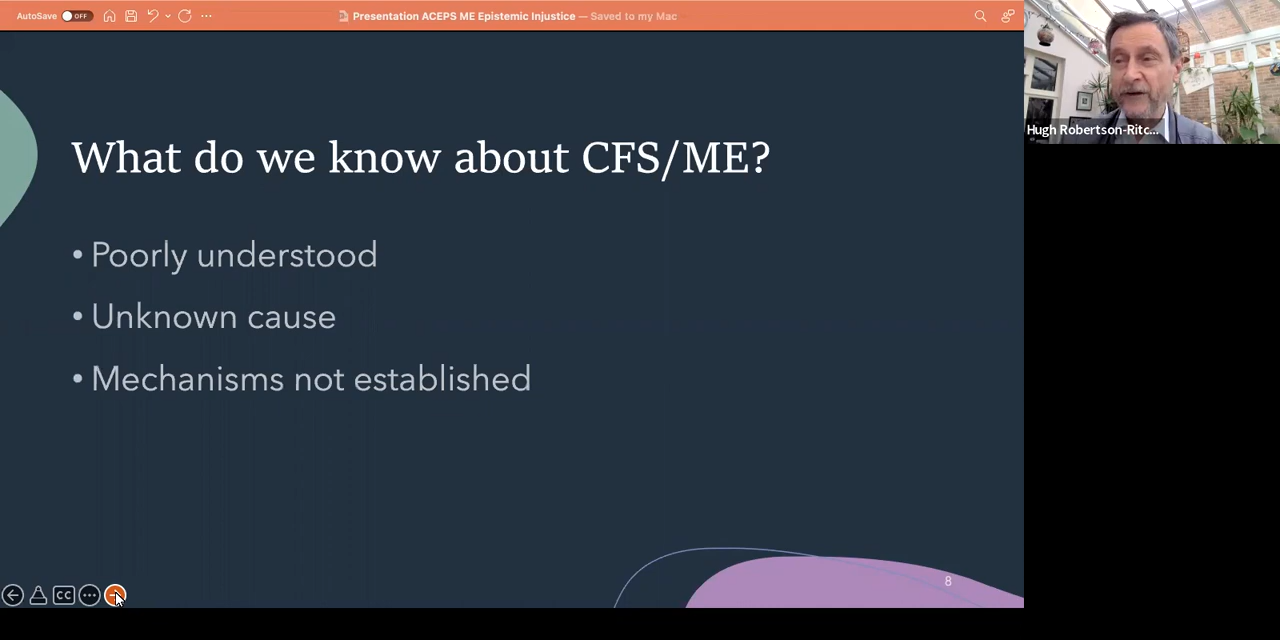 AutoSave OFF
Presentation ACEPS ME Epistemic Injustice — Saved to my Mac
Hugh Robertson-Ritc...
What do we know about CFS/ME?
• Poorly understood
• Unknown cause
• Mechanisms not established
8
CC